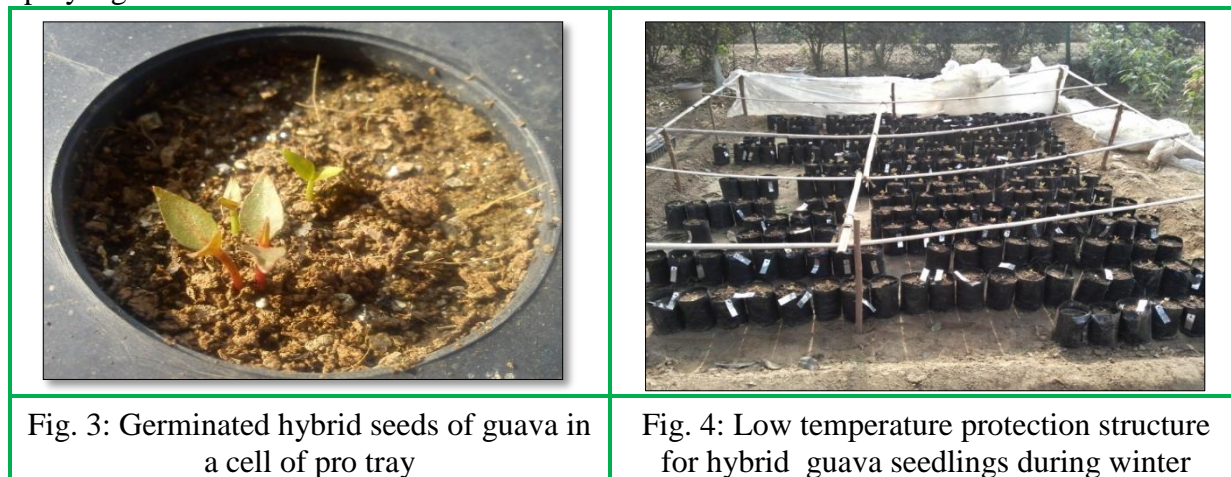 Fig. 3: Germinated hybrid seeds of guava in
a cell of pro tray
Fig. 4: Low temperature protection structure
for hybrid guava seedlings during winter